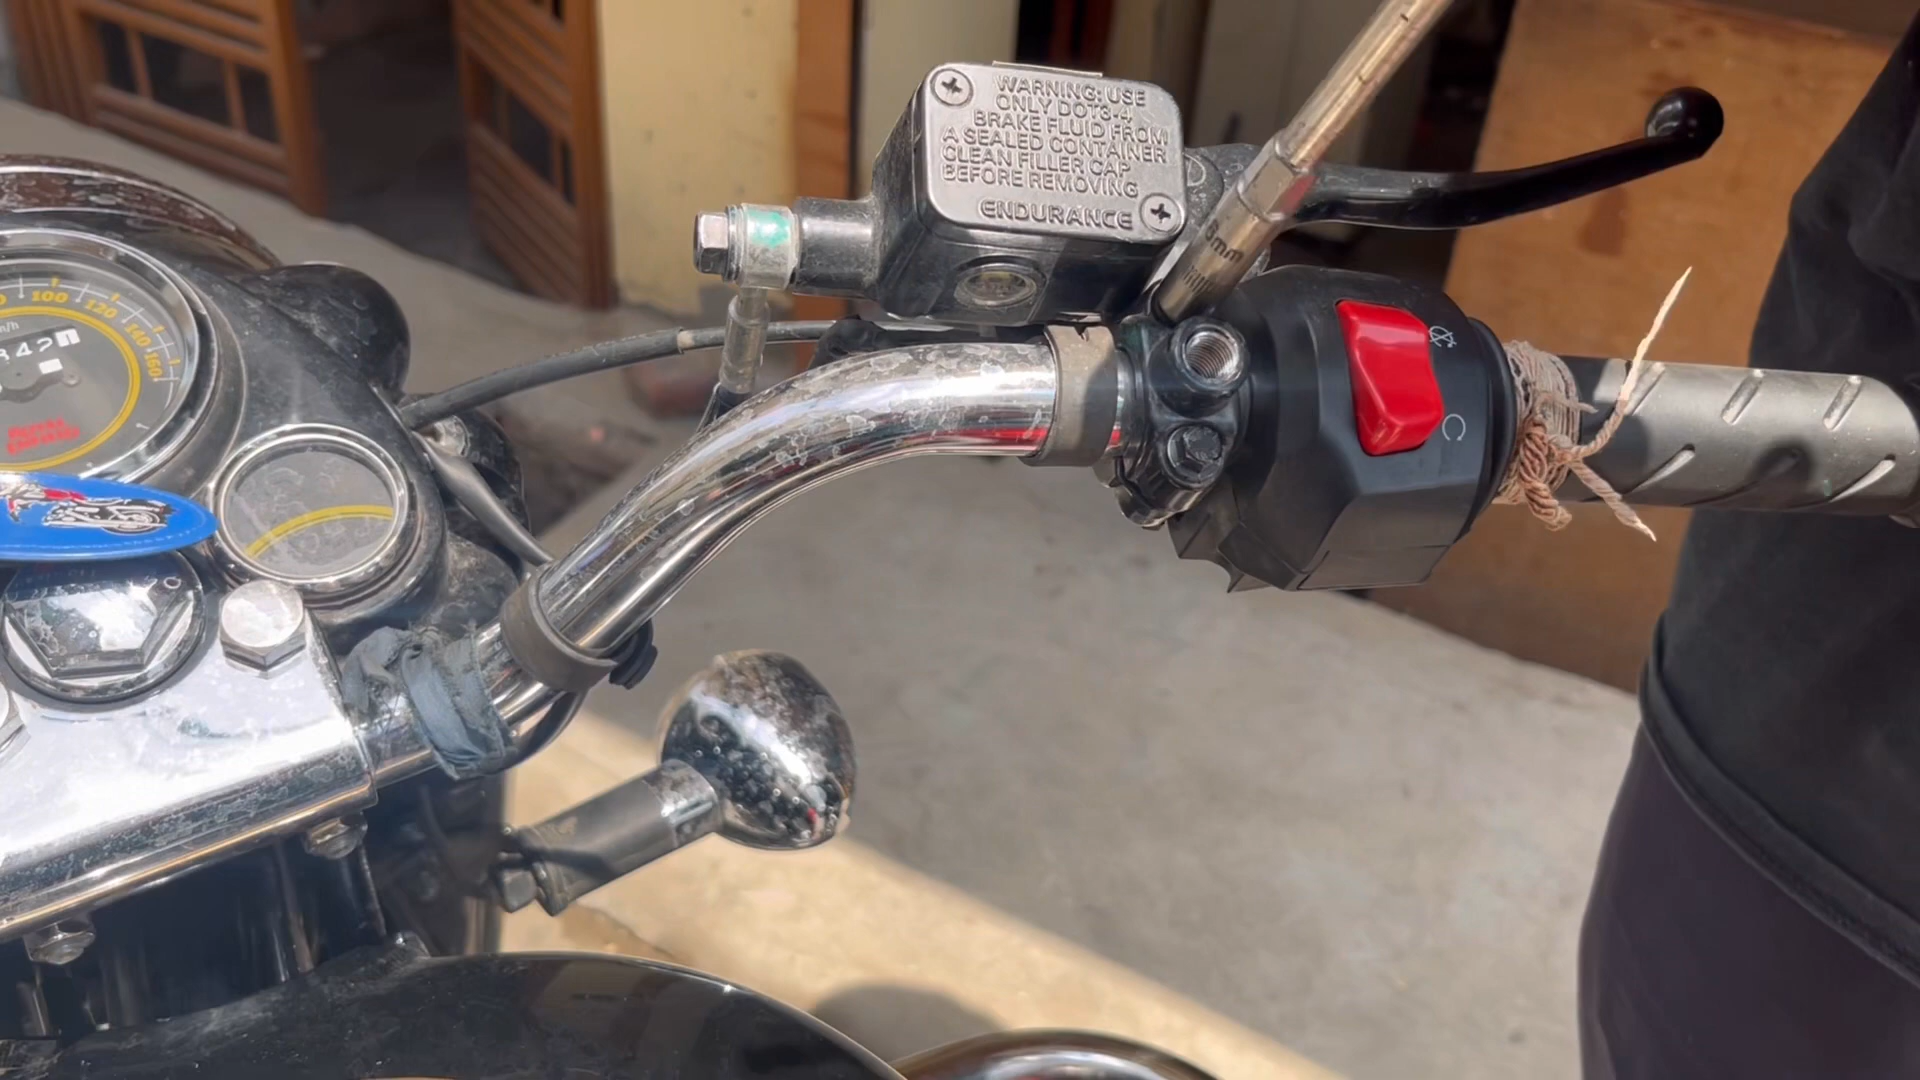 WARNING: USE
ONLY DOT3-4
BRAKE FLUID FROM
A SEALED CONTAINER
CLEAN FILLER CAP
BEFORE REMOVING
ENDURANCE
6mm
100
120
140
160